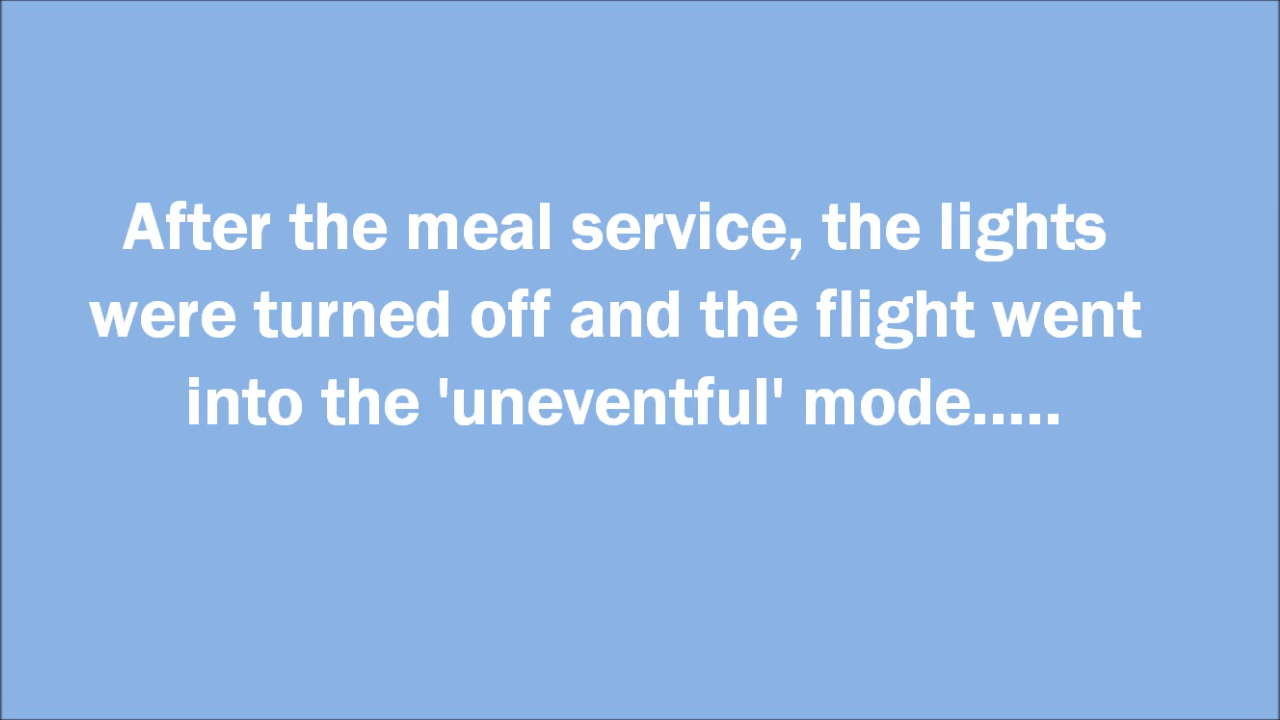 After the meal service, the lights
were turned off and the flight went
into the 'uneventful' mode.....